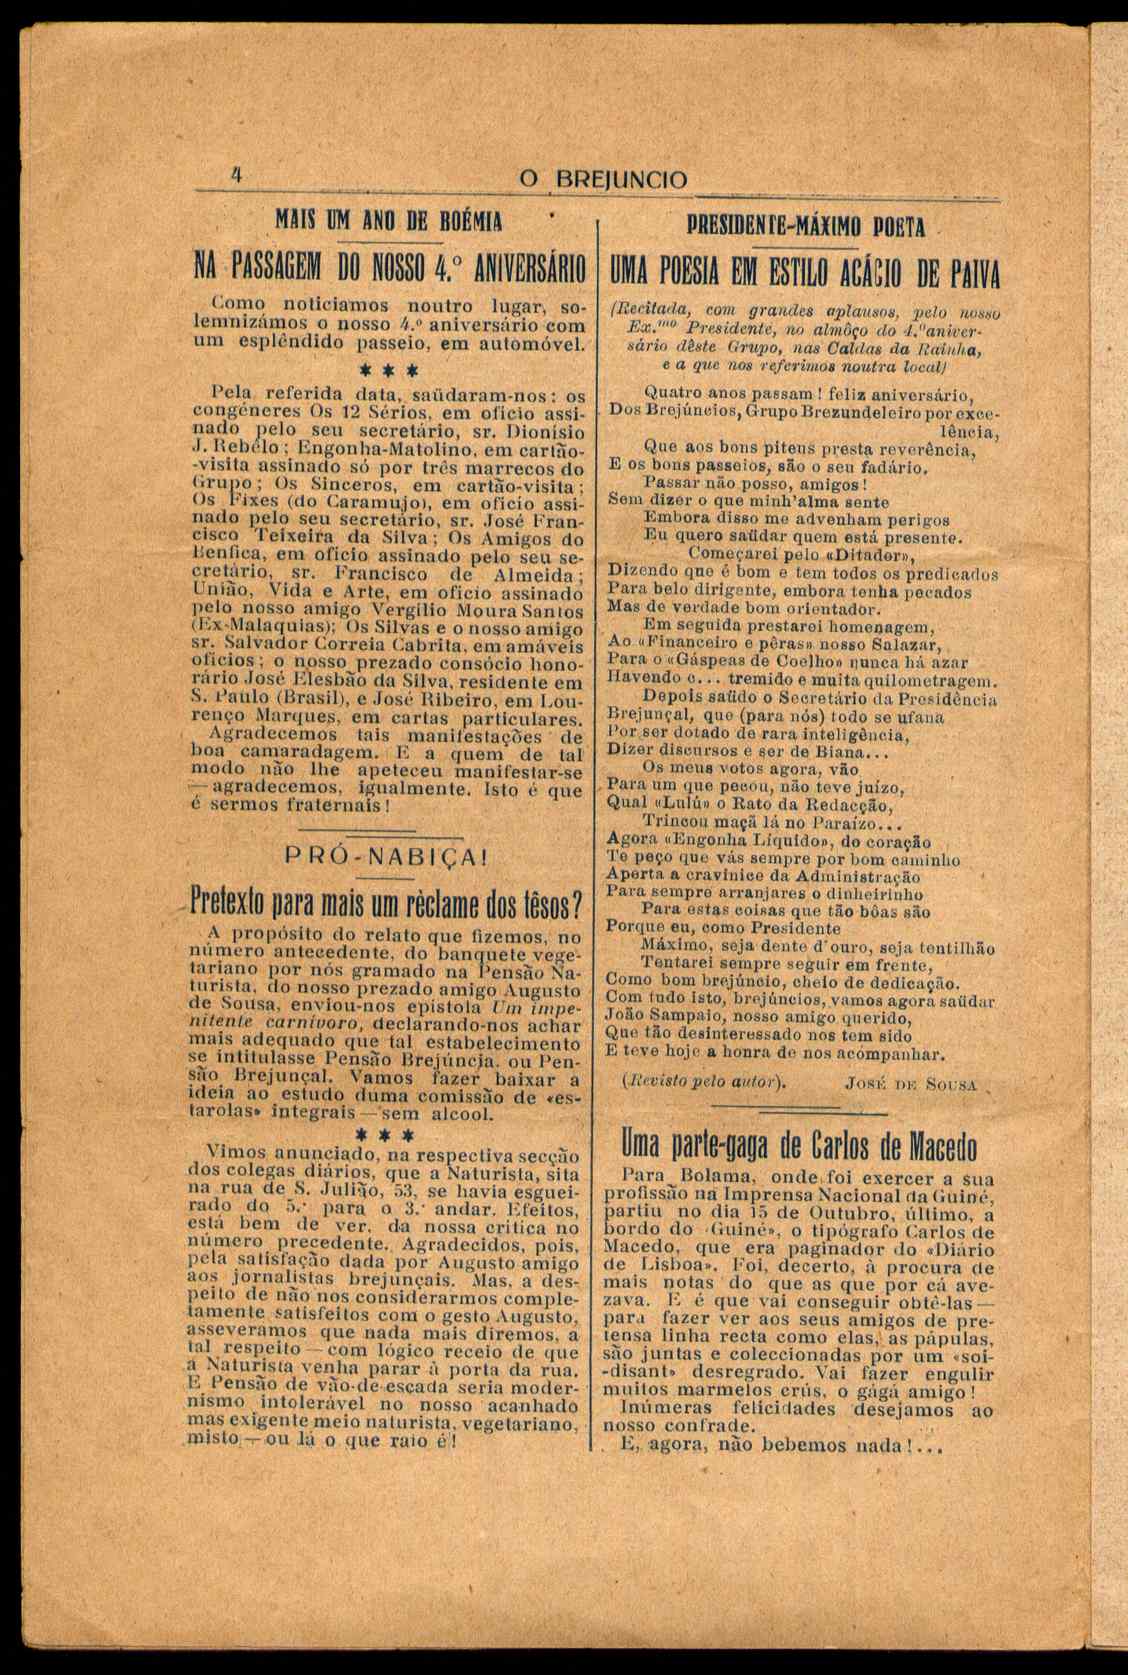 4
O BREJUNCIO
MAIS UM ANO DE BOÉMIA
NA PASSAGEM DO NOSSO 4.º ANIVERSÁRIO
Como noticiamos noutro lugar, so-
lemnizámos o nosso 4.º aniversário com
um esplêndido passeio, em automóvel.
* * *
Pela referida data, saüdaram-nos: os
congéneres Os 12 Sérios, em ofício assi-
nado pelo seu secretário, sr. Dionísio
J. Rebêlo; Engonha-Matolino, em cartão-
-visita assinado só por três marrecos do
Grupo; Os Sinceros, em cartão-visita;
Os Fixes (do Caramujo), em ofício assi-
nado pelo seu secretário, sr. José Fran-
cisco Teixeira da Silva; Os Amigos do
Benfica, em ofício assinado pelo seu se-
cretário, sr. Francisco de Almeida;
União, Vida e Arte, em ofício assinado
pelo nosso amigo Vergílio Moura Santos
(Ex-Malaquias); Os Silvas e o nosso amigo
sr. Salvador Correia Cabrita, em amáveis
ofícios; o nosso prezado consócio hono-
rário José Elesbão da Silva, residente em
S. Paulo (Brasil), e José Ribeiro, em Lou-
renço Marques, em cartas particulares.
Agradecemos tais manifestações de
boa camaradagem. E a quem de tal
modo não lhe apeteceu manifestar-se
—agradecemos, igualmente. Isto é que
é sermos fraternais!
PRÓ-NABIÇA!
Pretexto para mais um rèclame dos têsos?
A propósito do relato que fizemos, no
número antecedente, do banquete vege-
tariano por nós gramado na Pensão Na-
turista, do nosso prezado amigo Augusto
de Sousa, enviou-nos epístola Um impe-
nitente carnívoro, declarando-nos achar
mais adequado que tal estabelecimento
se intitulasse Pensão Brejúncia, ou Pen-
são Brejunçal. Vamos fazer baixar a
ideia ao estudo duma comissão de «es-
tarolas» integrais—sem alcool.
* * *
Vimos anunciado, na respectiva secção
dos colegas diários, que a Naturista, sita
na rua de S. Julião, 53, se havia esguei-
rado do 5.º para o 3.º andar. Efeitos,
está bem de ver, da nossa crítica no
número precedente. Agradecidos, pois,
pela satisfação dada por Augusto amigo
aos jornalistas brejunçais. Mas, a des-
peito de não nos considerarmos comple-
tamente satisfeitos com o gesto Augusto,
asseveramos que nada mais diremos, a
tal respeito—com lógico receio de que
a Naturista venha parar à porta da rua.
E Pensão de vão-de-escada seria moder-
nismo intolerável no nosso acanhado
mas exigente meio naturista, vegetariano,
misto—ou lá o que raio é!
PRESIDENTE-MÁXIMO POETA
UMA POESIA EM ESTILO ACÁCIO DE PAIVA
(Recitada, com grandes aplausos, pelo nosso
Ex.mo Presidente, no almôço do 4.º aniver-
sário dêste Grupo, nas Caldas da Rainha,
e a que nos referimos noutra local)
Quatro anos passam! feliz aniversário,
Dos Brejúncios, Grupo Brezundeleiro por exce-
lência,
Que aos bons pitens presta reverência,
E os bons passeios, são o seu fadário.
Passar não posso, amigos!
Sem dizer o que minh'alma sente
Embora disso me advenham perigos
Eu quero saüdar quem está presente.
Começarei pelo «Ditador»,
Dizendo que é bom e tem todos os predicados
Para belo dirigente, embora tenha pecados
Mas de verdade bom orientador.
Em seguida prestarei homenagem,
Ao «Financeiro e pêras» nosso Salazar,
Para o «Gáspeas de Coelho» nunca há azar
Havendo c... tremido e muita quilometragem.
Depois saüdo o Secretário da Presidência
Brejunçal, que (para nós) todo se ufana
Por ser dotado de rara inteligência,
Dizer discursos e ser de Biana...
Os meus votos agora, vão
Para um que pecou, não teve juízo,
Qual «Lulú» o Rato da Redacção,
Trincou maçã lá no Paraízo...
Agora «Engonha Líquido», do coração
Te peço que vás sempre por bom caminho
Aperta a cravinice da Administração
Para sempre arranjares o dinheirinho
Para estas coisas que tão bôas são
Porque eu, como Presidente
Máximo, seja dente d'ouro, seja tentilhão
Tentarei sempre seguir em frente,
Como bom brejúncio, cheio de dedicação.
Com tudo isto, brejúncios, vamos agora saüdar
João Sampaio, nosso amigo querido,
Que tão desinteressado nos tem sido
E teve hoje a honra de nos acompanhar.
(Revisto pelo autor). JOSÉ DE SOUSA
Uma parte-gaga de Carlos de Macedo
Para Bolama, onde foi exercer a sua
profissão na Imprensa Nacional da Guiné,
partiu no dia 15 de Outubro, último, a
bordo do «Guiné», o tipógrafo Carlos de
Macedo, que era paginador do «Diário
de Lisboa». Foi, decerto, à procura de
mais notas do que as que por cá ave-
zava. E é que vai conseguir obtê-las—
para fazer ver aos seus amigos de pre-
tensa linha recta como elas, as pápulas,
são juntas e coleccionadas por um «soi-
-disant» desregrado. Vai fazer engulir
muitos marmelos crús, o gágá amigo!
Inúmeras felicidades desejamos ao
nosso confrade.
E, agora, não bebemos nada!...